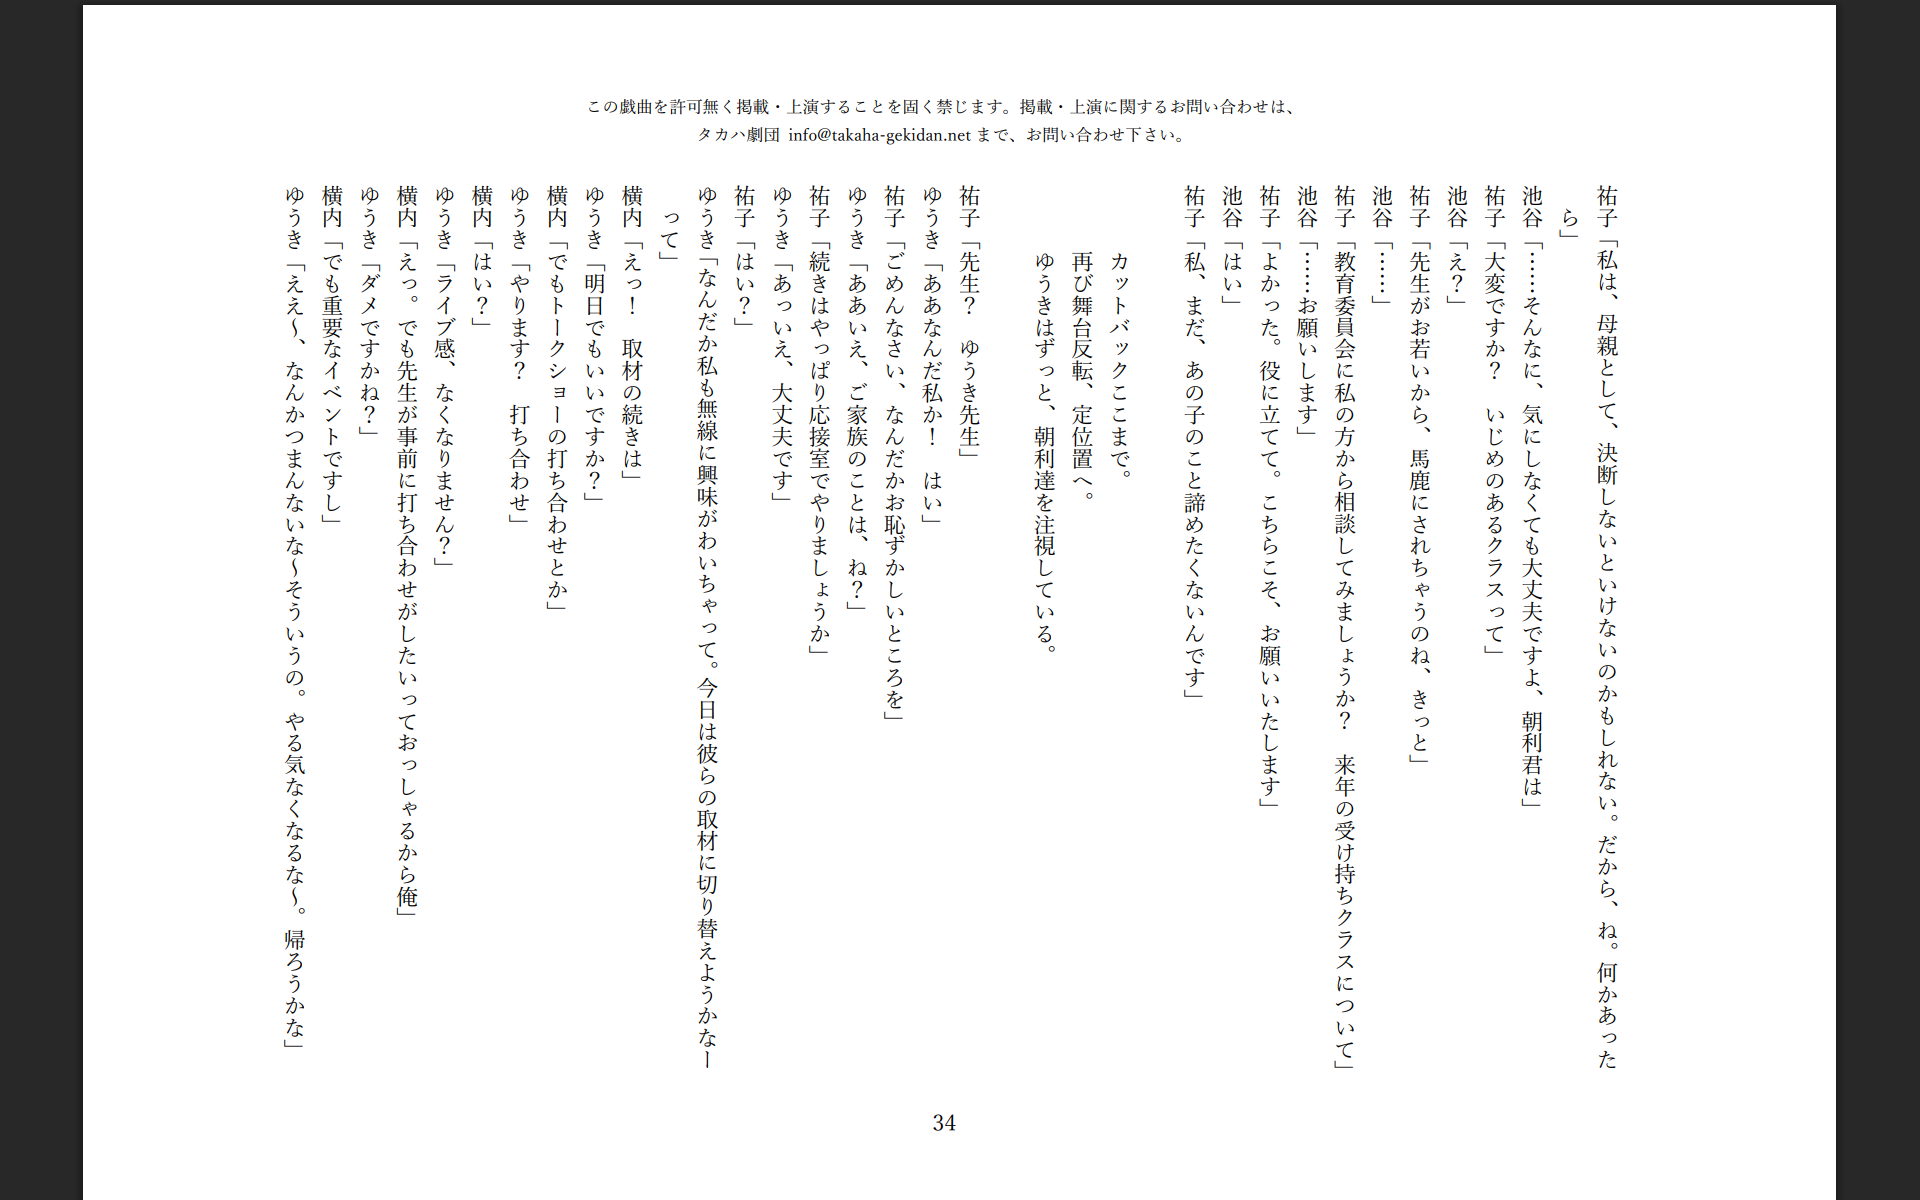 この戯曲を許可無く掲載・上演することを固く禁じます。掲載・上演に関するお問い合わせは、
タカハ劇団 info@takaha-gekidan.net まで、お問い合わせ下さい。
祐子「私は、母親として、決断しないといけないのかもしれない。だから、ね。何かあった
ら」
池谷「……そんなに、気にしなくても大丈夫ですよ、朝利君は」
祐子「大変ですか？　いじめのあるクラスって」
池谷「え？」
祐子「先生がお若いから、馬鹿にされちゃうのね、きっと」
池谷「……」
祐子「教育委員会に私の方から相談してみましょうか？　来年の受け持ちクラスについて」
池谷「……お願いします」
祐子「よかった。役に立てて。こちらこそ、お願いいたします」
池谷「はい」
祐子「私、まだ、あの子のこと諦めたくないんです」
カットバックここまで。
再び舞台反転、定位置へ。
ゆうきはずっと、朝利達を注視している。
祐子「先生？　ゆうき先生」
ゆうき「ああなんだ私か！　はい」
祐子「ごめんなさい、なんだかお恥ずかしいところを」
ゆうき「ああいえ、ご家族のことは、ね？」
祐子「続きはやっぱり応接室でやりましょうか」
ゆうき「あっいえ、大丈夫です」
祐子「はい？」
ゆうき「なんだか私も無線に興味がわいちゃって。今日は彼らの取材に切り替えようかなー
って」
横内「えっ！　取材の続きは」
ゆうき「明日でもいいですか？」
横内「でもトークショーの打ち合わせとか」
ゆうき「やります？　打ち合わせ」
横内「はい？」
ゆうき「ライブ感、なくなりません？」
横内「えっ。でも先生が事前に打ち合わせがしたいっておっしゃるから俺」
ゆうき「ダメですかね？」
横内「でも重要なイベントですし」
ゆうき「ええ～、なんかつまんないな～そういうの。やる気なくなるな～。帰ろうかな」
34